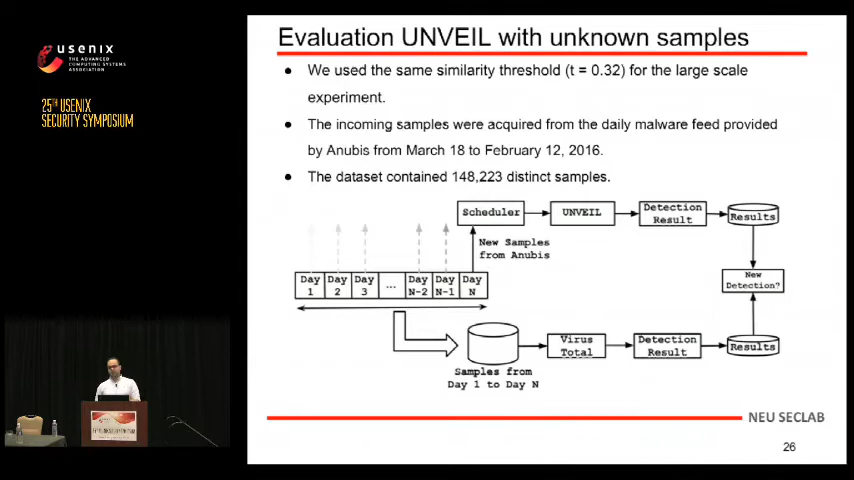 usenix
THE ADVANCED
COMPUTING SYSTEMS
ASSOCIATION
25TH USENIX
SECURITY SYMPOSIUM
Evaluation UNVEIL with unknown samples
● We used the same similarity threshold (t = 0.32) for the large scale
experiment.
● The incoming samples were acquired from the daily malware feed provided
by Anubis from March 18 to February 12, 2016.
● The dataset contained 148,223 distinct samples.
Scheduler
UNVEIL
Detection
Result
Results
New Samples
from Anubis
Day
1
Day
2
Day
3
...
Day
N-2
Day
N-1
Day
N
New
Detection?
Virus
Total
Detection
Result
Results
Samples from
Day 1 to Day N
NEU SECLAB
26